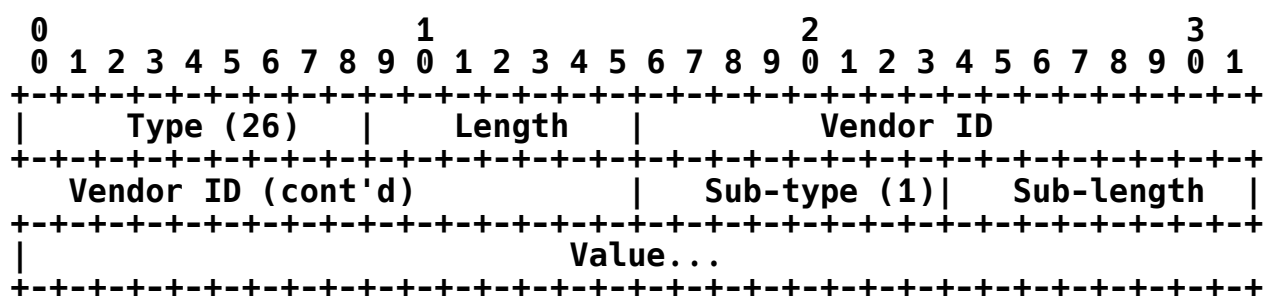 0                   1                   2                   3
 0 1 2 3 4 5 6 7 8 9 0 1 2 3 4 5 6 7 8 9 0 1 2 3 4 5 6 7 8 9 0 1
+-+-+-+-+-+-+-+-+-+-+-+-+-+-+-+-+-+-+-+-+-+-+-+-+-+-+-+-+-+-+-+-+
|     Type (26)   |    Length   |         Vendor ID
+-+-+-+-+-+-+-+-+-+-+-+-+-+-+-+-+-+-+-+-+-+-+-+-+-+-+-+-+-+-+-+-+
   Vendor ID (cont'd)           |   Sub-type (1)|   Sub-length  |
+-+-+-+-+-+-+-+-+-+-+-+-+-+-+-+-+-+-+-+-+-+-+-+-+-+-+-+-+-+-+-+-+
|                            Value...
+-+-+-+-+-+-+-+-+-+-+-+-+-+-+-+-+-+-+-+-+-+-+-+-+-+-+-+-+-+-+-+-+